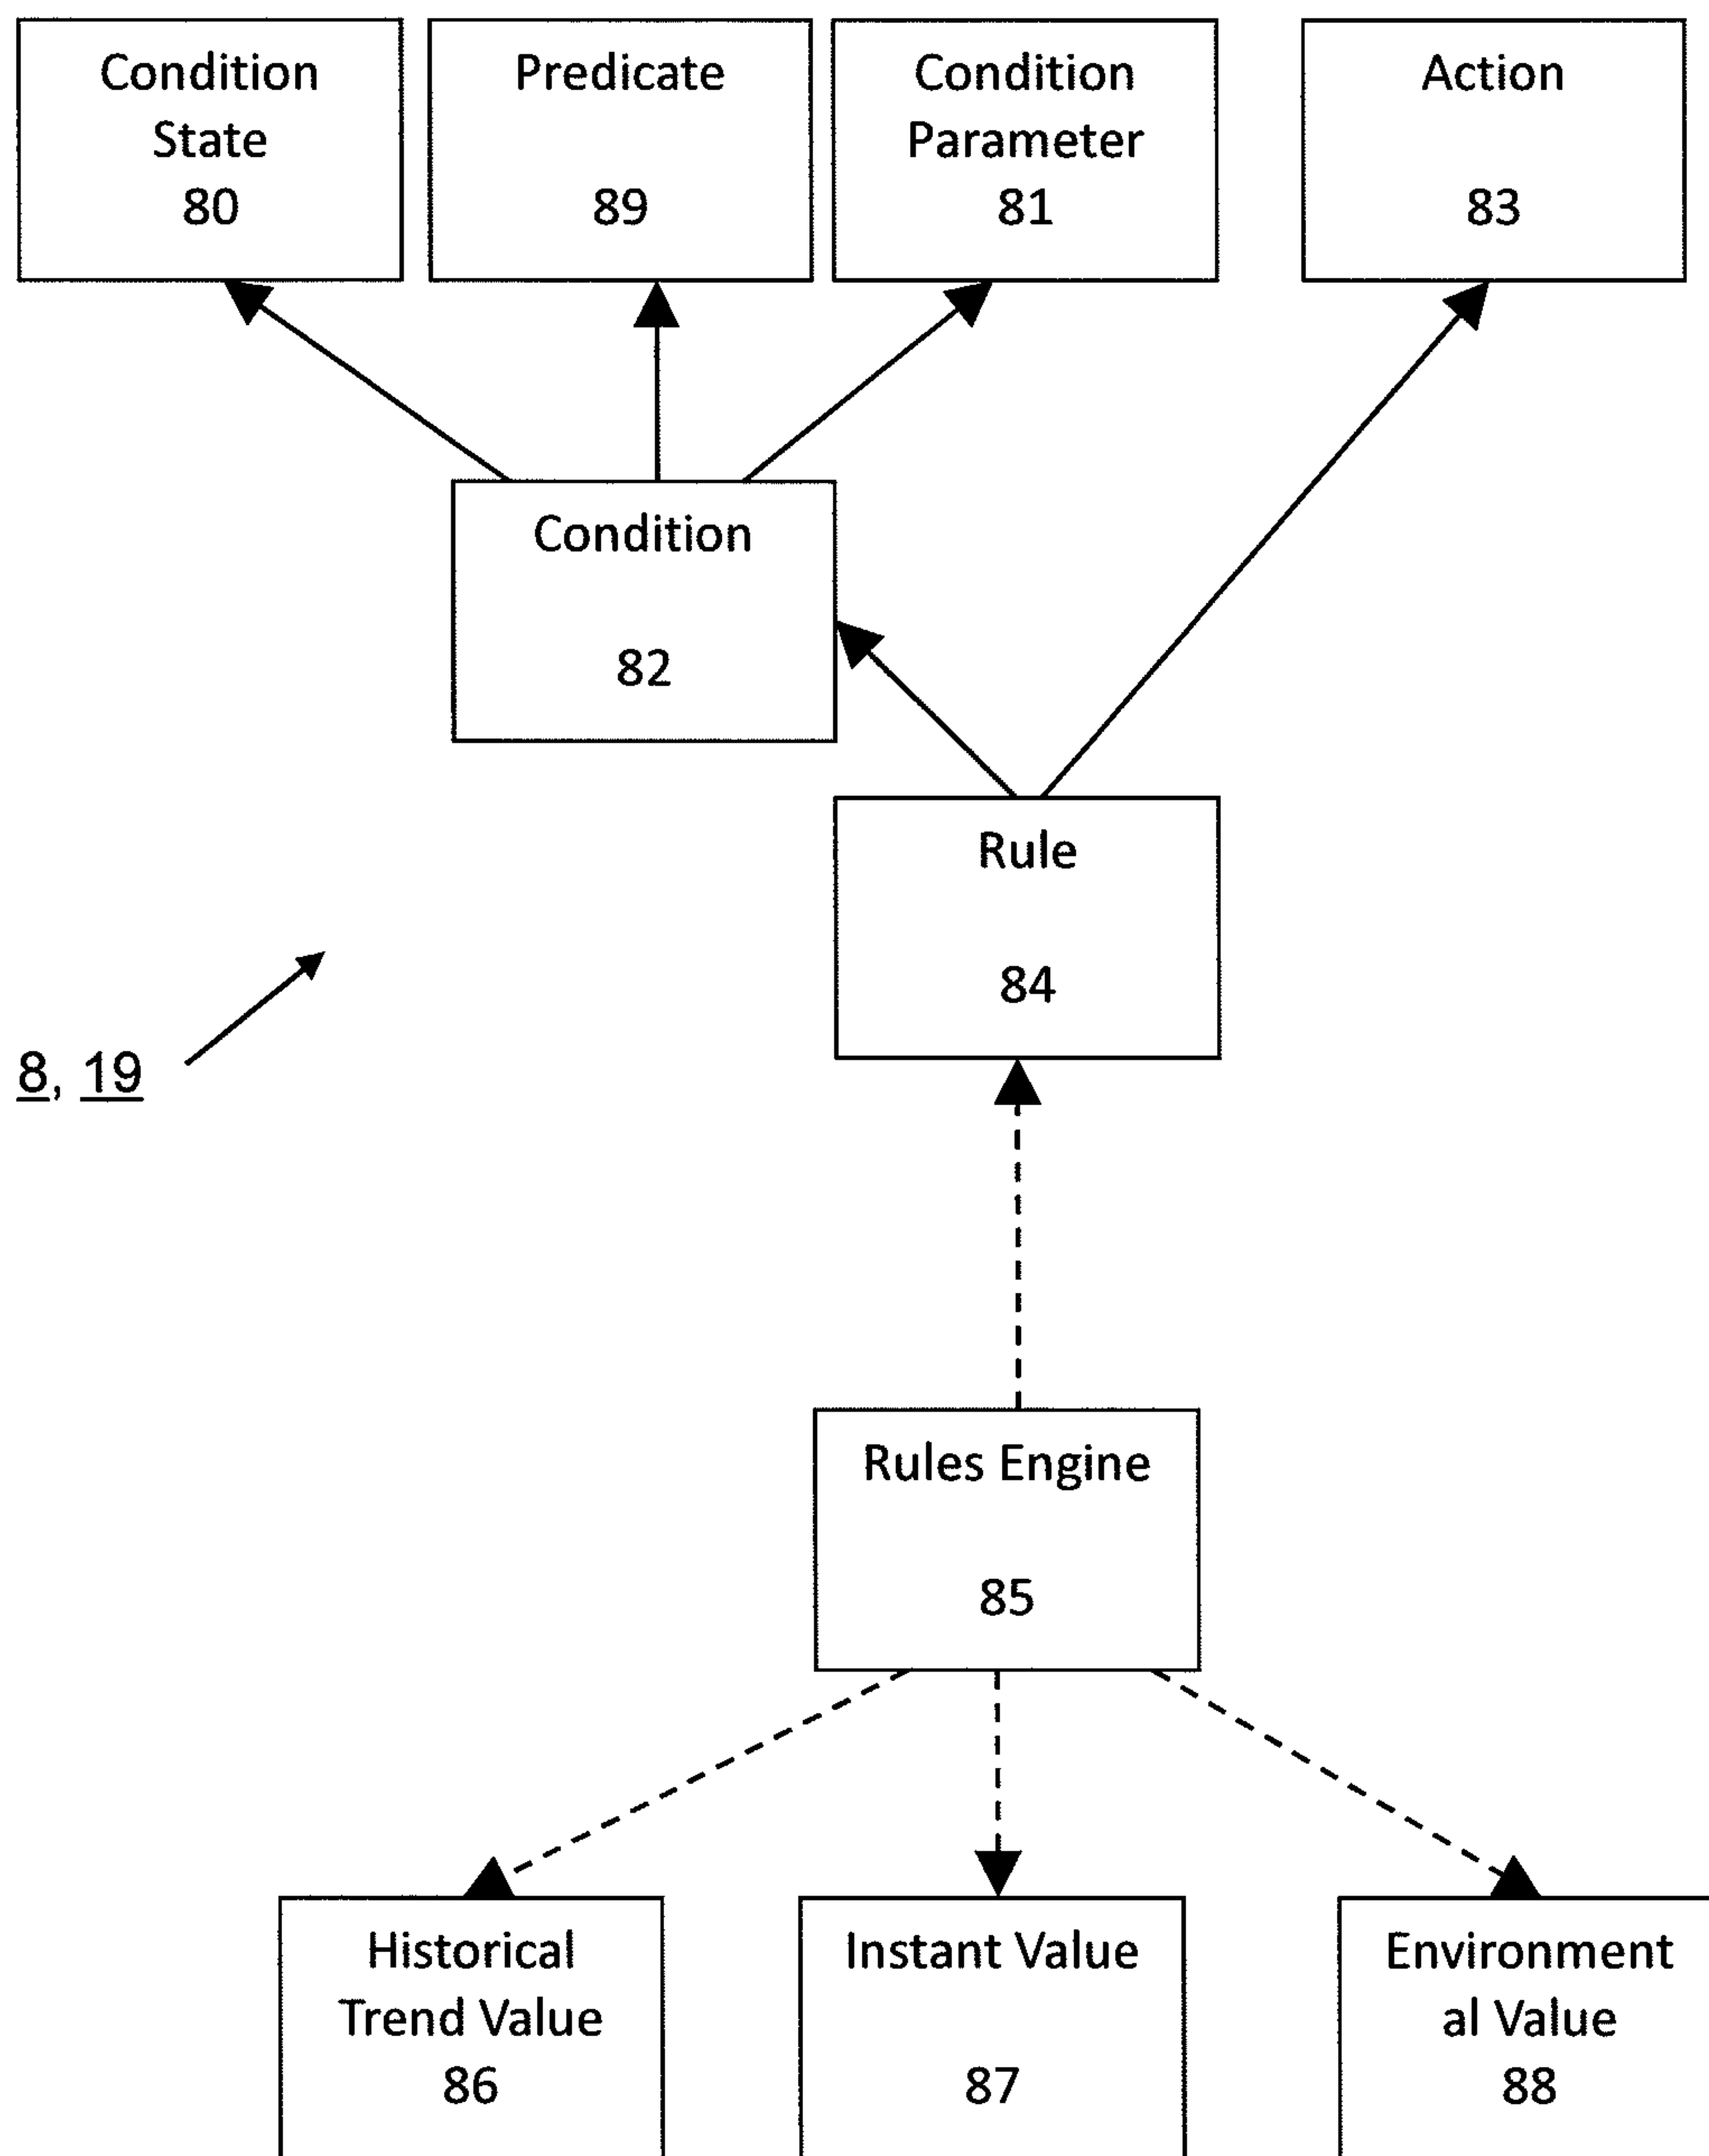 Condition
State
80
Predicate
89
Condition
Parameter
81
Action
83
Condition
82
Rule
84
8, 19
Rules Engine
85
Historical
Trend Value
86
Instant Value
87
Environment
al Value
88